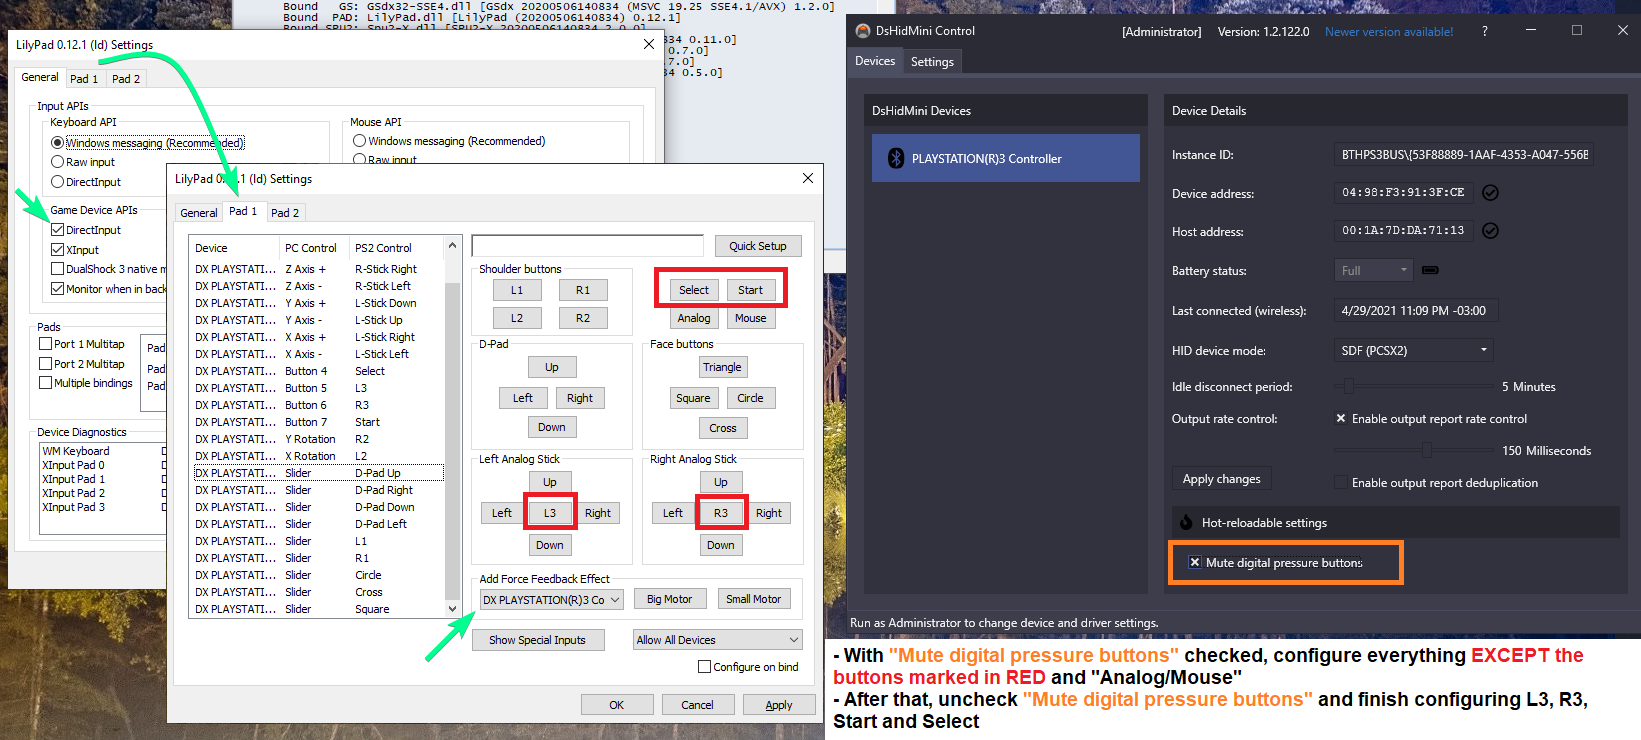 Bound   GS: GSdx32-SSE4.dll [GSdx 20200506140834 (MSVC 19.25 SSE4.1/AVX) 1.2.0]
Bound  PAD: LilyPad.dll [LilyPad (20200506140834) 0.12.1]
834 0.11.0]
0.7.0]
.7.0]
34 0.5.0]
LilyPad 0.12.1 (ld) Settings
General Pad 1 Pad 2
Input APIs
Keyboard API
Windows messaging (Recommended)
Raw input
DirectInput
Mouse API
Windows messaging (Recommended)
Raw input
Game Device APIs
DirectInput
XInput
DualShock 3 native m
Monitor when in back
Pads
Port 1 Multitap
Port 2 Multitap
Multiple bindings
Pad
Pad
Pad
Device Diagnostics
WM Keyboard
XInput Pad 0
XInput Pad 1
XInput Pad 2
XInput Pad 3
LilyPad 0.12.1 (ld) Settings
General Pad 1 Pad 2
Device PC Control PS2 Control
DX PLAYSTATI... Z Axis + R-Stick Right
DX PLAYSTATI... Z Axis - R-Stick Left
DX PLAYSTATI... Y Axis + L-Stick Down
DX PLAYSTATI... Y Axis - L-Stick Up
DX PLAYSTATI... X Axis + L-Stick Right
DX PLAYSTATI... X Axis - L-Stick Left
DX PLAYSTATI... Button 4 Select
DX PLAYSTATI... Button 5 L3
DX PLAYSTATI... Button 6 R3
DX PLAYSTATI... Button 7 Start
DX PLAYSTATI... Y Rotation R2
DX PLAYSTATI... X Rotation L2
DX PLAYSTATI... Slider D-Pad Up
DX PLAYSTATI... Slider D-Pad Right
DX PLAYSTATI... Slider D-Pad Down
DX PLAYSTATI... Slider D-Pad Left
DX PLAYSTATI... Slider L1
DX PLAYSTATI... Slider R1
DX PLAYSTATI... Slider Circle
DX PLAYSTATI... Slider Cross
DX PLAYSTATI... Slider Square
Quick Setup
Shoulder buttons
L1 R1
L2 R2
Select Start
Analog Mouse
D-Pad
Up
Left Right
Down
Face buttons
Triangle
Square Circle
Cross
Left Analog Stick
Up
Left L3 Right
Down
Right Analog Stick
Up
Left R3 Right
Down
Add Force Feedback Effect
DX PLAYSTATION(R)3 Co Big Motor Small Motor
Show Special Inputs Allow All Devices
Configure on bind
OK Cancel Apply
DsHidMini Control [Administrator] Version: 1.2.122.0 Newer version available! ?
Devices Settings
DsHidMini Devices
PLAYSTATION(R)3 Controller
Device Details
Instance ID: BTHPS3BUS\{53F88889-1AAF-4353-A047-556B
Device address: 04:98:F3:91:3F:CE
Host address: 00:1A:7D:DA:71:13
Battery status: Full
Last connected (wireless): 4/29/2021 11:09 PM -03:00
HID device mode: SDF (PCSX2)
Idle disconnect period: 5 Minutes
Output rate control: Enable output report rate control
150 Milliseconds
Apply changes Enable output report deduplication
Hot-reloadable settings
Mute digital pressure buttons
Run as Administrator to change device and driver settings.
- With "Mute digital pressure buttons" checked, configure everything EXCEPT the
buttons marked in RED and "Analog/Mouse"
- After that, uncheck "Mute digital pressure buttons" and finish configuring L3, R3,
Start and Select